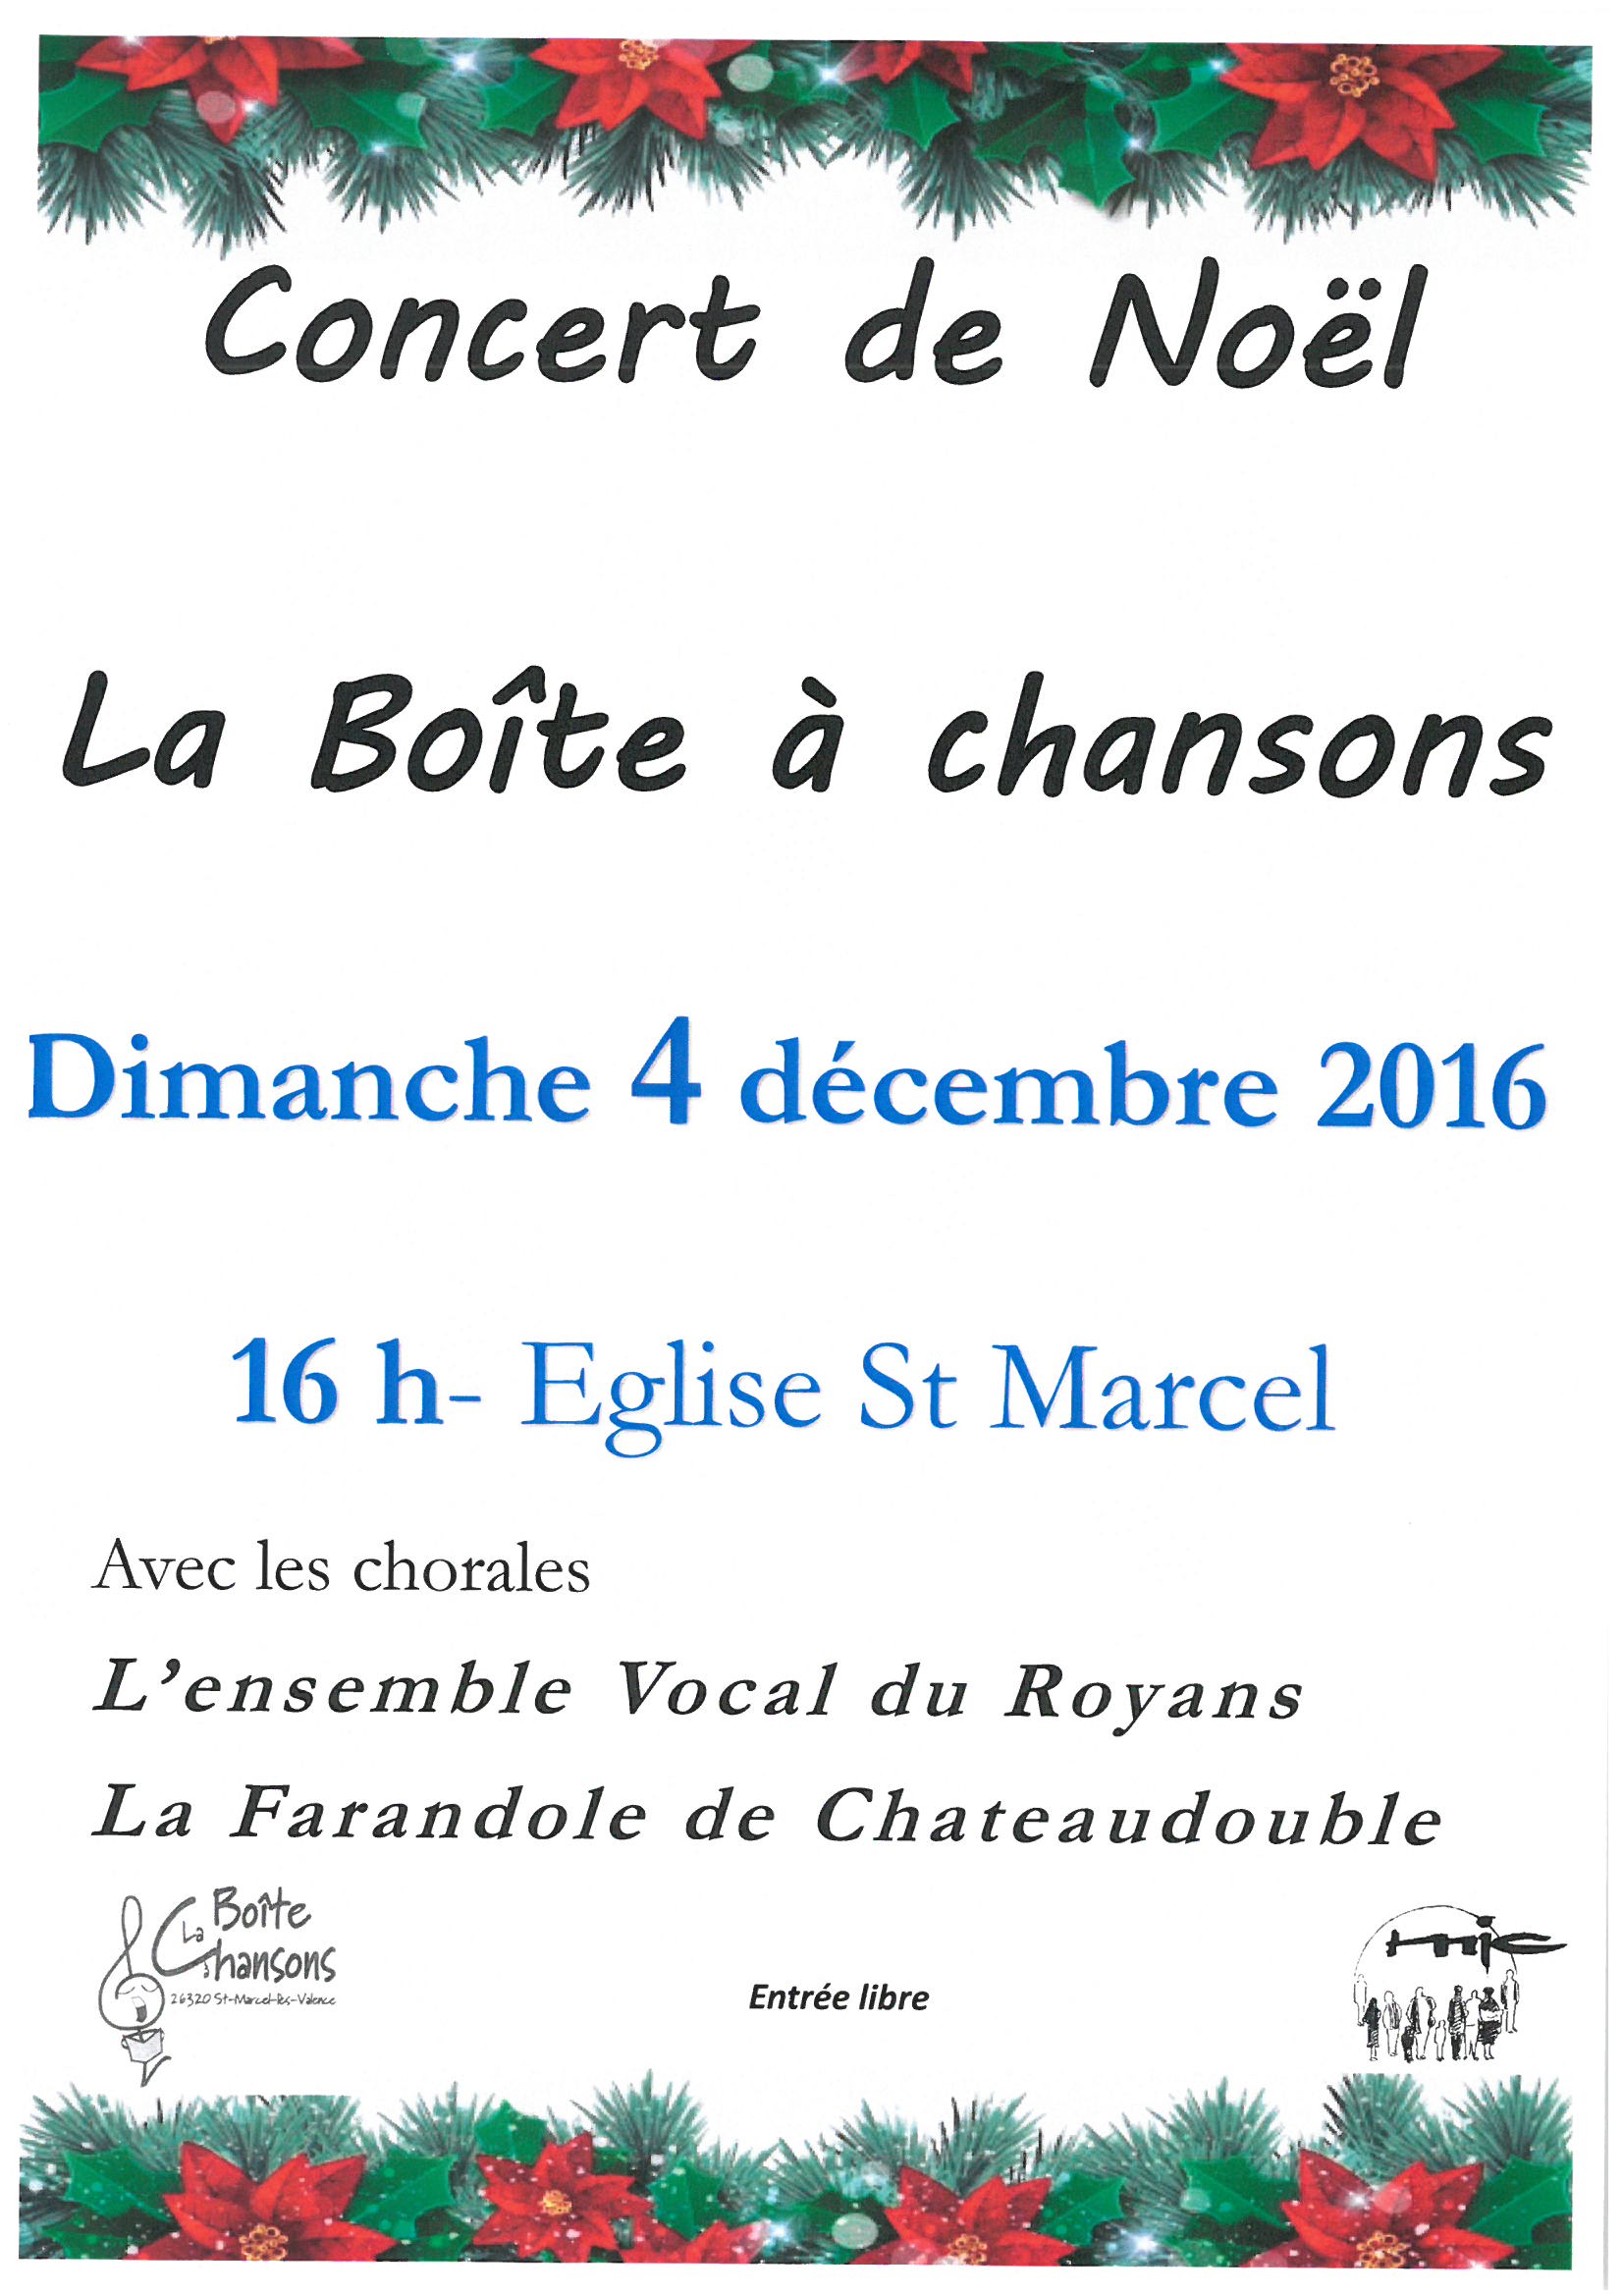 Concert de Noël
La Boîte à chansons
Dimanche 4 décembre 2016
16 h- Eglise St Marcel
Avec les chorales
L'ensemble Vocal du Royans
La Farandole de Chateaudouble
La Boîte
à Chansons
26320 St-Marcel-lès-Valence
Entrée libre
mjc